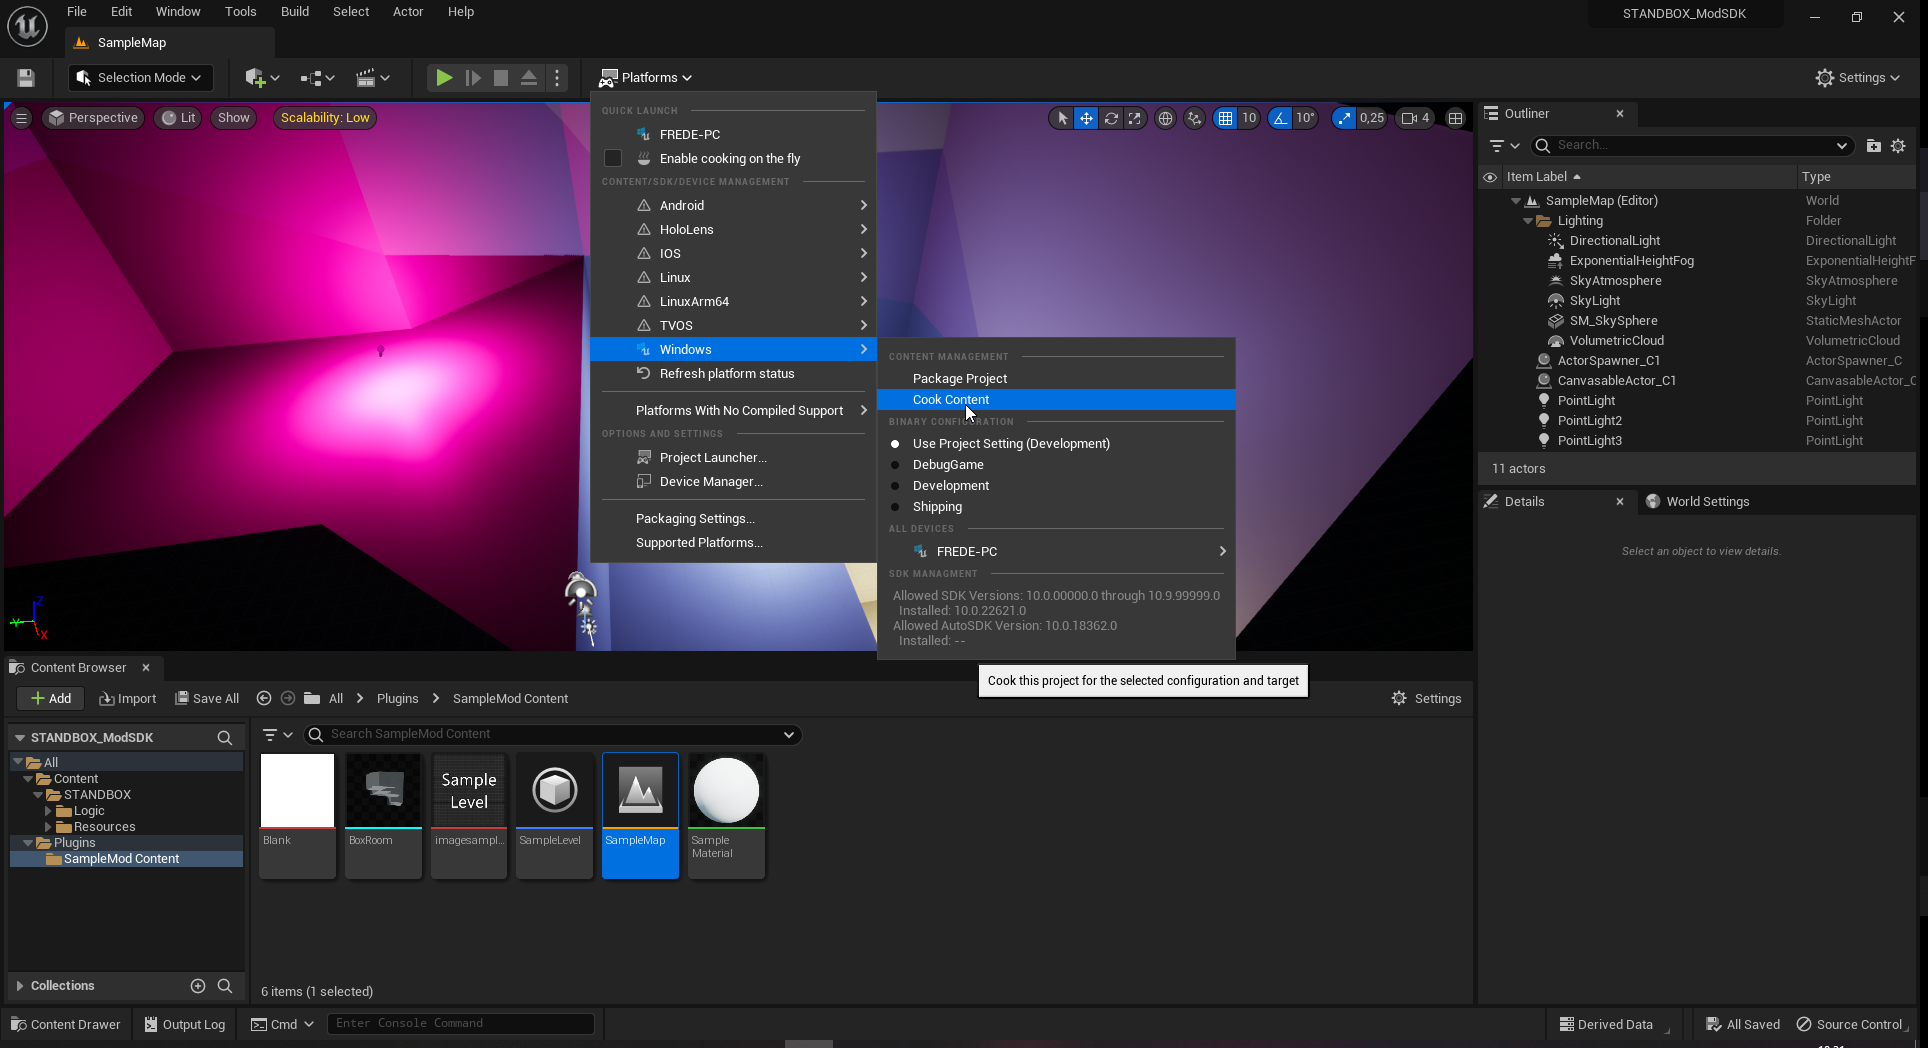 File Edit Window Tools Build Select Actor Help
STANDBOX_ModSDK
SampleMap
Selection Mode
Platforms
Settings
Perspective Lit Show Scalability: Low
10 10° 0,25 4
QUICK LAUNCH
FREDE-PC
Enable cooking on the fly
CONTENT/SDK/DEVICE MANAGEMENT
Android
HoloLens
IOS
Linux
LinuxArm64
TVOS
Windows
Refresh platform status
Platforms With No Compiled Support
OPTIONS AND SETTINGS
Project Launcher...
Device Manager...
Packaging Settings...
Supported Platforms...
CONTENT MANAGEMENT
Package Project
Cook Content
BINARY CONFIGURATION
Use Project Setting (Development)
DebugGame
Development
Shipping
ALL DEVICES
FREDE-PC
SDK MANAGMENT
Allowed SDK Versions: 10.0.00000.0 through 10.9.99999.0
Installed: 10.0.22621.0
Allowed AutoSDK Version: 10.0.18362.0
Installed: --
Cook this project for the selected configuration and target
Z
Y
X
Outliner
Search...
Item Label Type
SampleMap (Editor) World
Lighting Folder
DirectionalLight DirectionalLight
ExponentialHeightFog ExponentialHeightF
SkyAtmosphere SkyAtmosphere
SkyLight SkyLight
SM_SkySphere StaticMeshActor
VolumetricCloud VolumetricCloud
ActorSpawner_C1 ActorSpawner_C
CanvasableActor_C1 CanvasableActor_C
PointLight PointLight
PointLight2 PointLight
PointLight3 PointLight
11 actors
Details World Settings
Select an object to view details.
Content Browser
Add Import Save All All Plugins SampleMod Content Settings
STANDBOX_ModSDK
All
Content
STANDBOX
Logic
Resources
Plugins
SampleMod Content
Collections
Search SampleMod Content
Sample
Level
Blank BoxRoom imagesampl... SampleLevel SampleMap Sample
Material
6 items (1 selected)
Content Drawer Output Log Cmd Enter Console Command
Derived Data All Saved Source Control